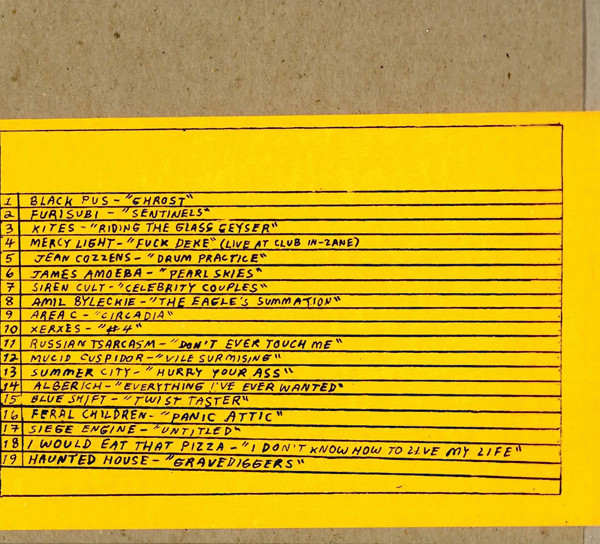 1 BLACK PUS - "GHROST"
2 FURISUBI - "SENTINELS"
3 KITES - "RIDING THE GLASS GEYSER"
4 MERCY LIGHT - "FUCK DEKE" (LIVE AT CLUB IN-ZANE)
5 JEAN COZZENS - "DRUM PRACTICE"
6 JAMES AMOEBA - "PEARL SKIES"
7 SIREN CULT - "CELEBRITY COUPLES"
8 AMIL BYLECKIE - "THE EAGLE'S SUMMATION"
9 AREA C - "CIRCADIA"
10 XERXES - "#4"
11 RUSSIAN TSARCASM - "DON'T EVER TOUCH ME"
12 MUCID CUSPIDOR - "VILE SURMISING"
13 SUMMER CITY - "HURRY YOUR ASS"
14 ALBERICH - "EVERYTHING I'VE EVER WANTED"
15 BLUE SHIFT - "TWIST TASTER"
16 FERAL CHILDREN - "PANIC ATTIC"
17 SIEGE ENGINE - "UNTITLED"
18 I WOULD EAT THAT PIZZA - "I DON'T KNOW HOW TO LIVE MY LIFE"
19 HAUNTED HOUSE - "GRAVEDIGGERS"